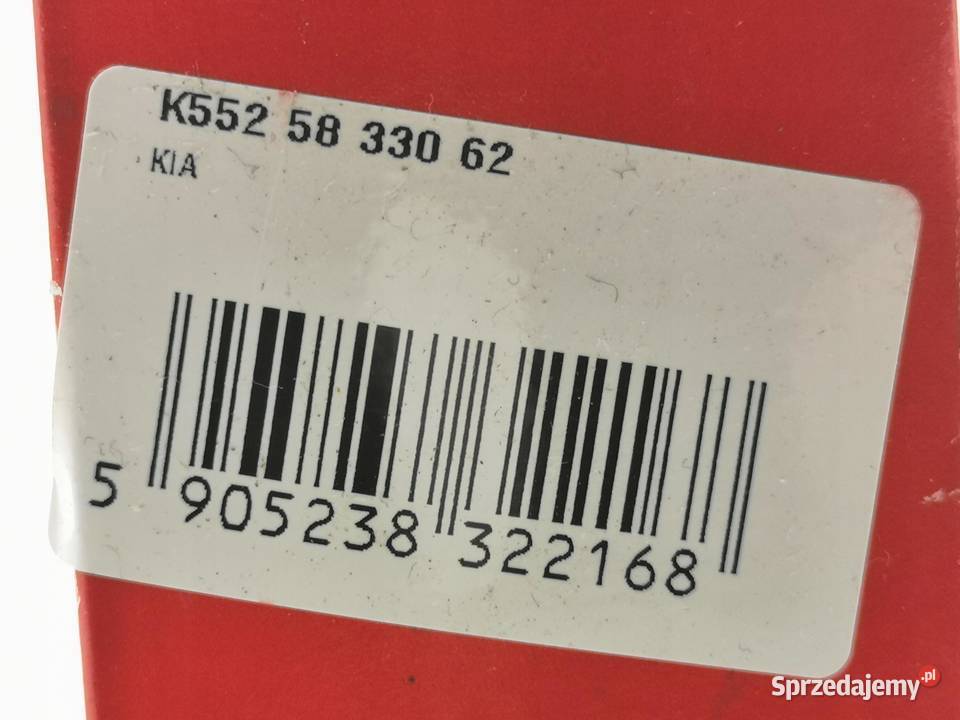 K552 58 330 62
KIA
5 905238 322168
Sprzedajemy.pl